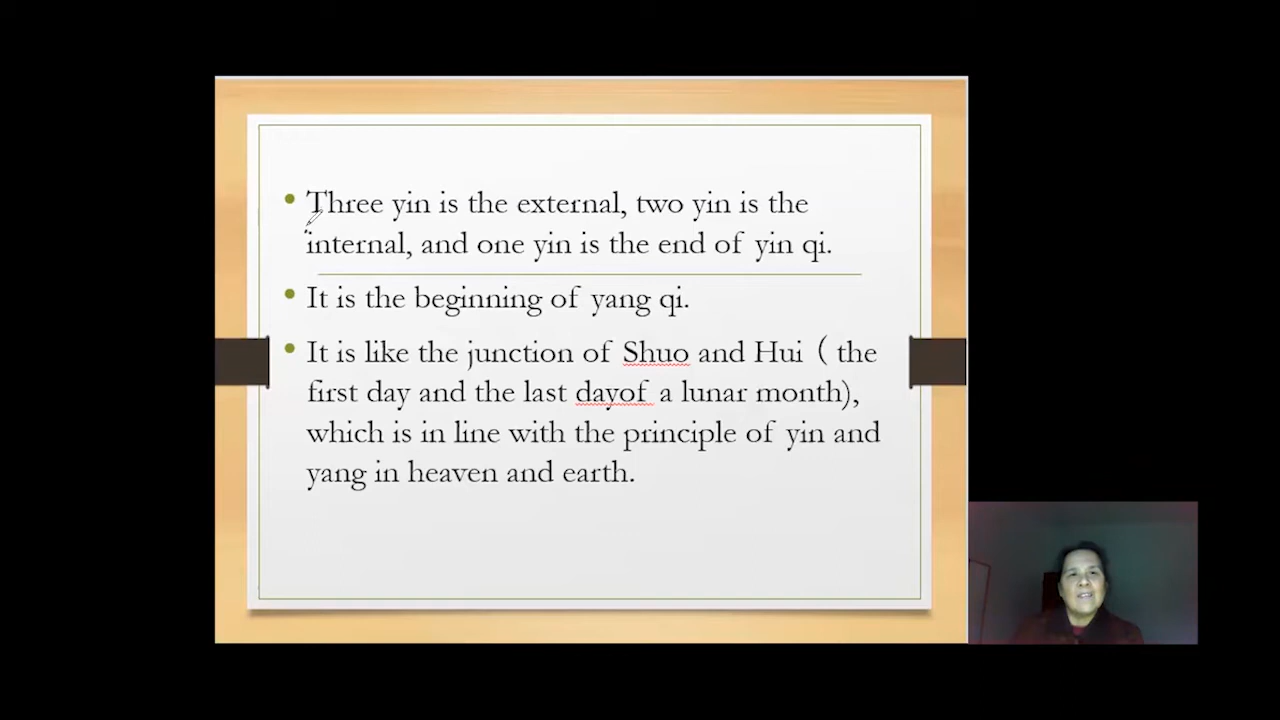 Three yin is the external, two yin is the
internal, and one yin is the end of yin qi.
It is the beginning of yang qi.
It is like the junction of Shuo and Hui（ the
first day and the last dayof a lunar month),
which is in line with the principle of yin and
yang in heaven and earth.